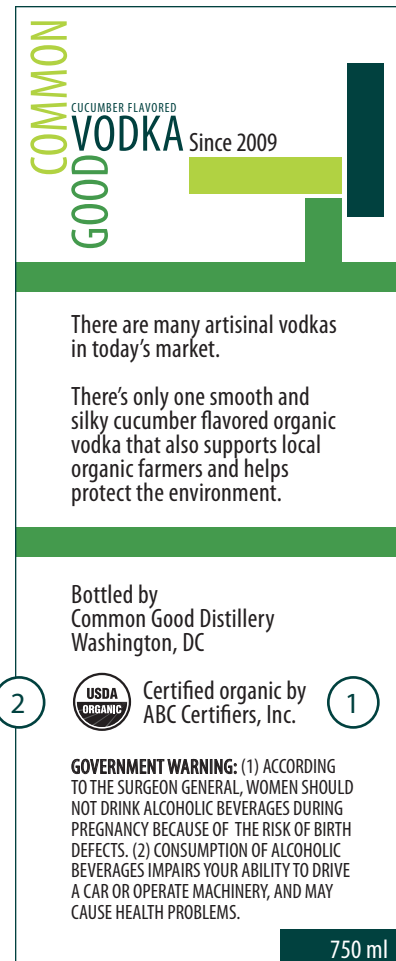 COMMON
GOOD
CUCUMBER FLAVORED
VODKA Since 2009
There are many artisinal vodkas
in today's market.
There's only one smooth and
silky cucumber flavored organic
vodka that also supports local
organic farmers and helps
protect the environment.
Bottled by
Common Good Distillery
Washington, DC
2
USDA
ORGANIC
Certified organic by
ABC Certifiers, Inc.
1
GOVERNMENT WARNING: (1) ACCORDING
TO THE SURGEON GENERAL, WOMEN SHOULD
NOT DRINK ALCOHOLIC BEVERAGES DURING
PREGNANCY BECAUSE OF THE RISK OF BIRTH
DEFECTS. (2) CONSUMPTION OF ALCOHOLIC
BEVERAGES IMPAIRS YOUR ABILITY TO DRIVE
A CAR OR OPERATE MACHINERY, AND MAY
CAUSE HEALTH PROBLEMS.
750 ml